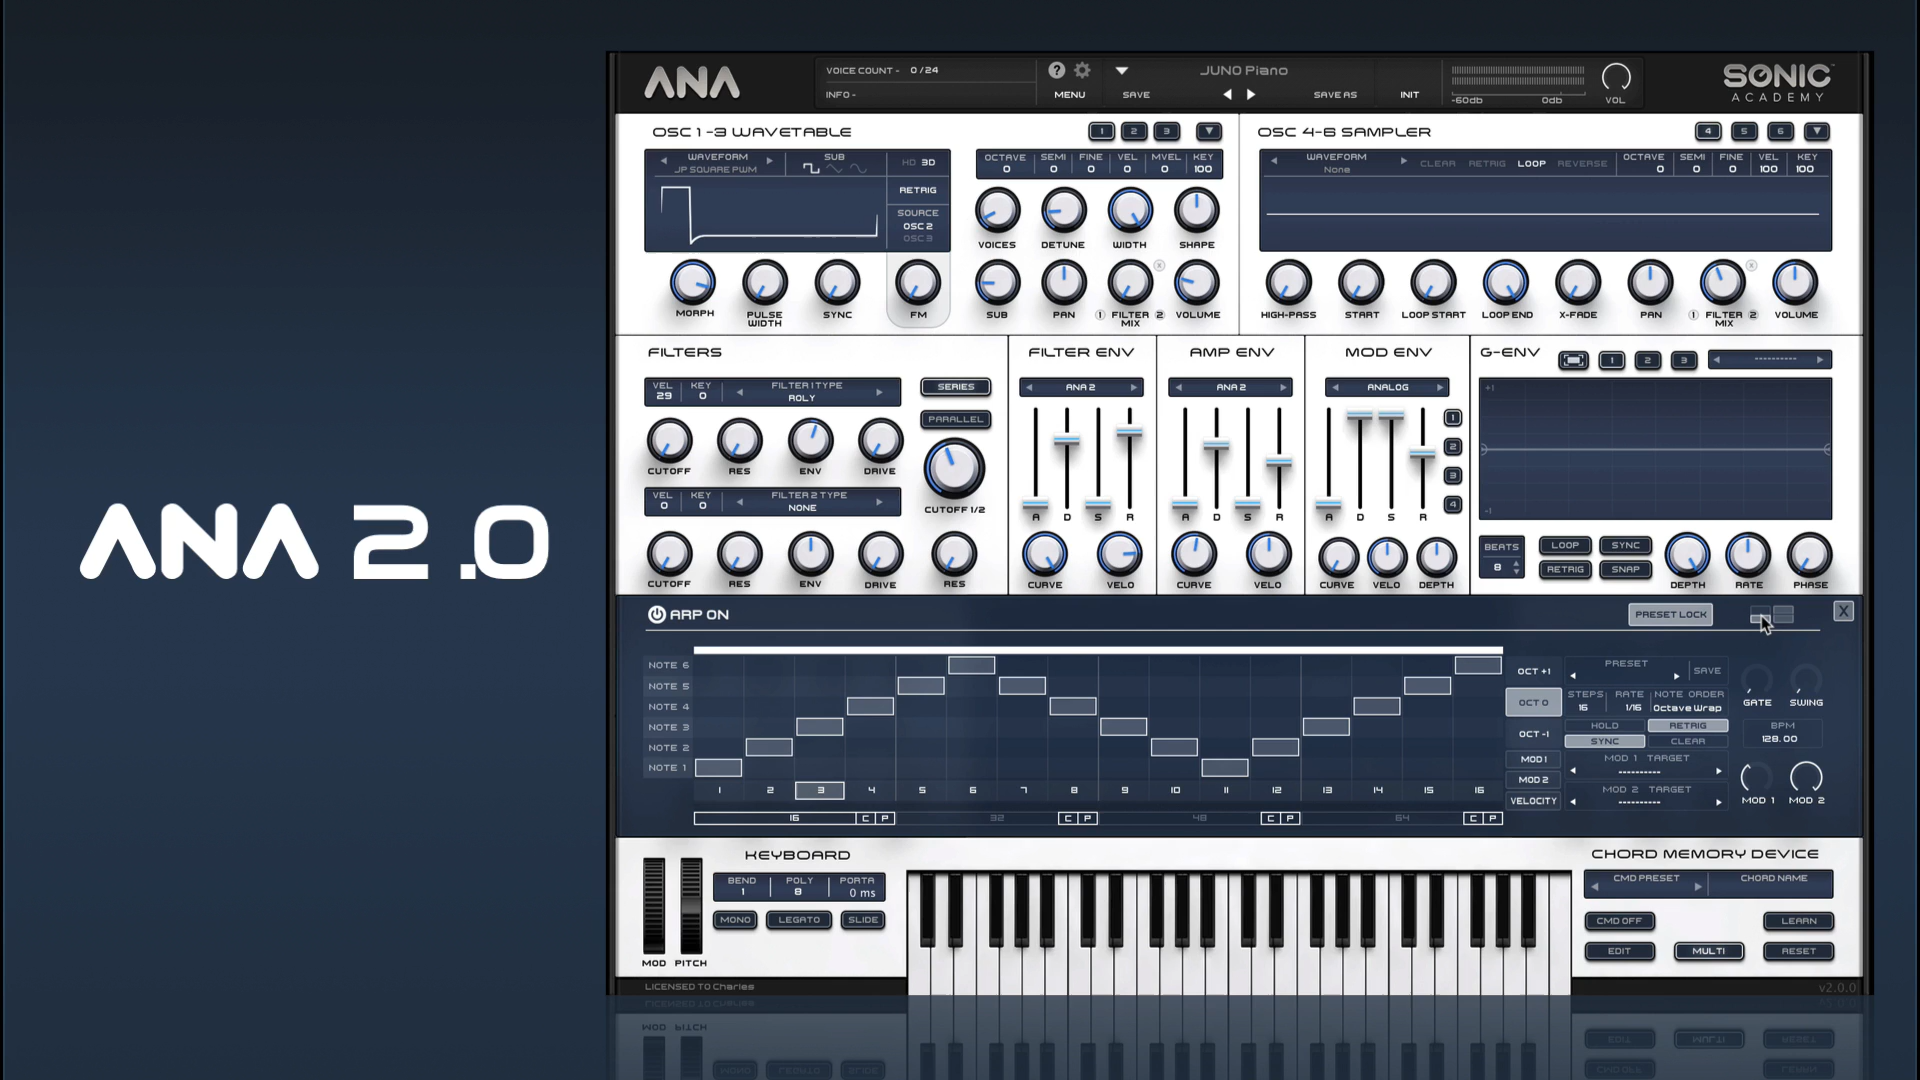 ANA 2.0
ANA
VOICE COUNT - 0 / 24
INFO -
MENU
SAVE
JUNO Piano
SAVE AS
INIT
-60db 0db
VOL
SONIC
ACADEMY
OSC 1-3 WAVETABLE
1 2 3
WAVEFORM
JP SQUARE PWM
SUB
HD 3D
RETRIG
SOURCE
OSC 2
OSC 3
OCTAVE SEMI FINE VEL MVEL KEY
0 0 0 0 0 100
VOICES DETUNE WIDTH SHAPE
MORPH PULSE WIDTH SYNC FM SUB PAN 1 FILTER MIX 2 VOLUME
OSC 4-6 SAMPLER
4 5 6
WAVEFORM
None
CLEAR RETRIG LOOP REVERSE
OCTAVE SEMI FINE VEL KEY
0 0 0 100 100
HIGH-PASS START LOOP START LOOP END X-FADE PAN 1 FILTER MIX 2 VOLUME
FILTERS
VEL KEY FILTER 1 TYPE
29 0 ROLY
SERIES
PARALLEL
CUTOFF RES ENV DRIVE
VEL KEY FILTER 2 TYPE
0 0 NONE
CUTOFF 1/2
CUTOFF RES ENV DRIVE RES
FILTER ENV
ANA 2
A D S R
CURVE VELO
AMP ENV
ANA 2
A D S R
CURVE VELO
MOD ENV
ANALOG
1
2
3
4
A D S R
CURVE VELO DEPTH
G-ENV
1 2 3
----------
+1
-1
BEATS
8
LOOP SYNC
RETRIG SNAP
DEPTH RATE PHASE
ARP ON
PRESET LOCK
X
NOTE 6
NOTE 5
NOTE 4
NOTE 3
NOTE 2
NOTE 1
1 2 3 4 5 6 7 8 9 10 11 12 13 14 15 16
16 C P 32 C P 48 C P 64 C P
OCT +1
OCT 0
OCT -1
MOD 1
MOD 2
VELOCITY
PRESET
SAVE
STEPS RATE NOTE ORDER
16 1/16 Octave Wrap
HOLD RETRIG
SYNC CLEAR
MOD 1 TARGET
----------
MOD 2 TARGET
----------
GATE SWING
BPM
128.00
MOD 1 MOD 2
KEYBOARD
BEND POLY PORTA
1 8 0 ms
MONO LEGATO SLIDE
MOD PITCH
CHORD MEMORY DEVICE
CMD PRESET CHORD NAME
CMD OFF LEARN
EDIT MULTI RESET
LICENSED TO Charles
v2.0.0